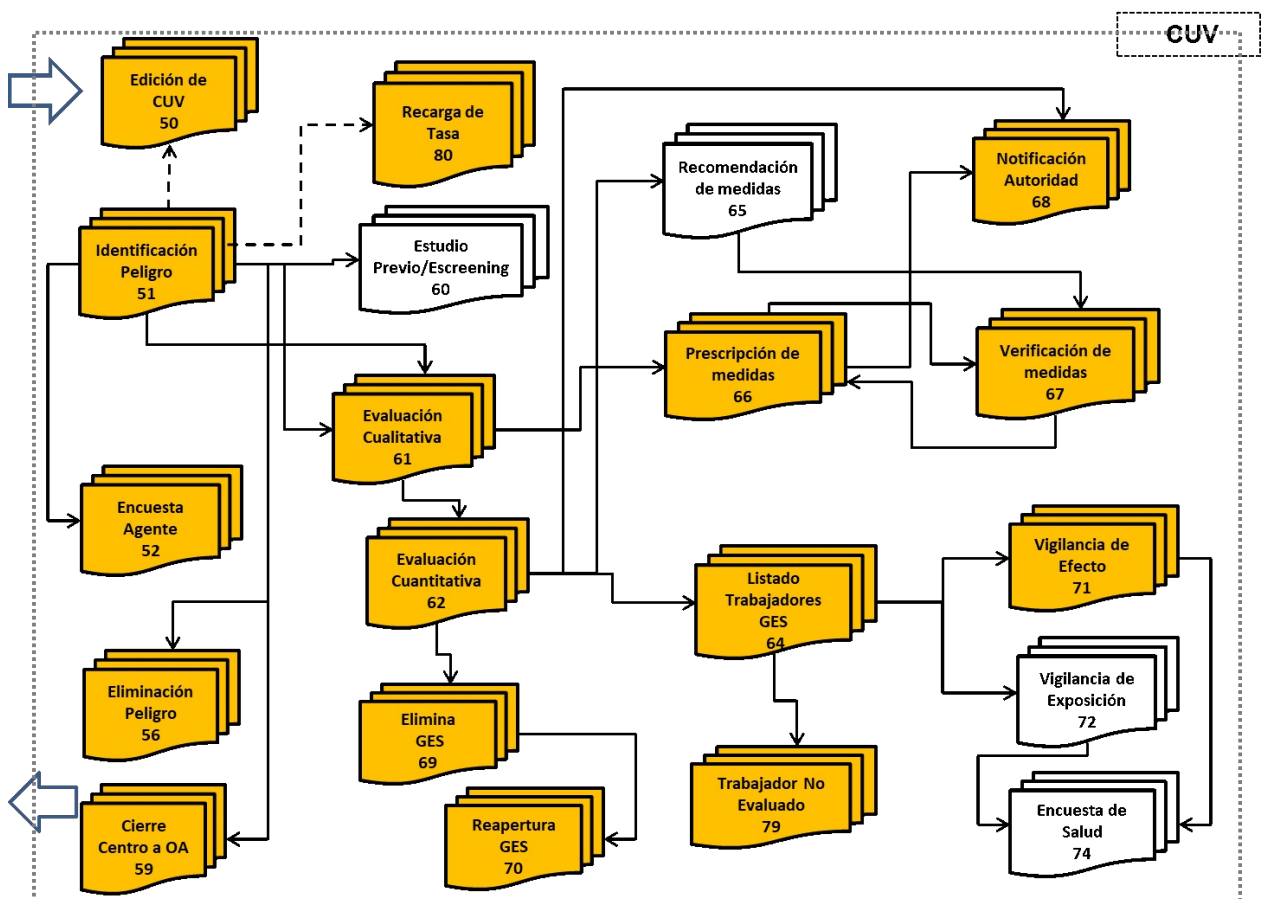 CUV
Edición de
CUV
50
Recarga de
Tasa
80
Recomendación
de medidas
65
Notificación
Autoridad
68
Identificación
Peligro
51
Estudio
Previo/Escreening
60
Prescripción de
medidas
66
Verificación de
medidas
67
Evaluación
Cualitativa
61
Encuesta
Agente
52
Evaluación
Cuantitativa
62
Listado
Trabajadores
GES
64
Vigilancia de
Efecto
71
Eliminación
Peligro
56
Elimina
GES
69
Vigilancia de
Exposición
72
Trabajador No
Evaluado
79
Cierre
Centro a OA
59
Reapertura
GES
70
Encuesta de
Salud
74